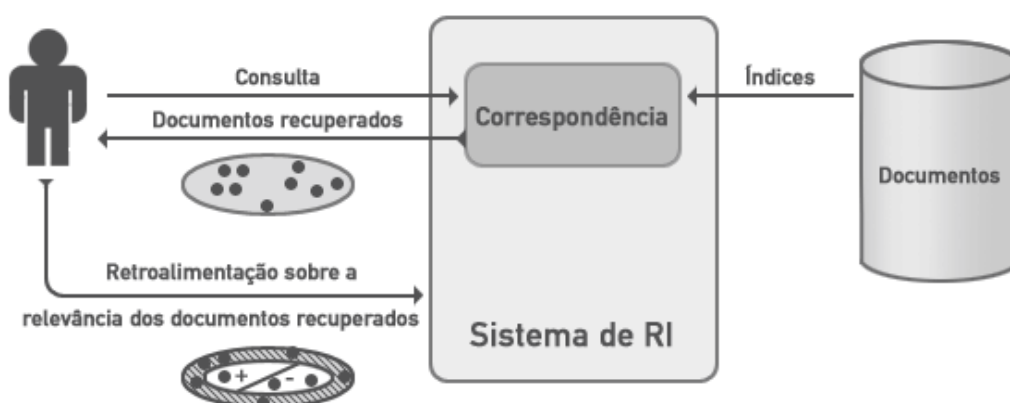 Consulta
Índices
Documentos recuperados
Correspondência
Documentos
Retroalimentação sobre a
relevância dos documentos recuperados
Sistema de RI
+ -